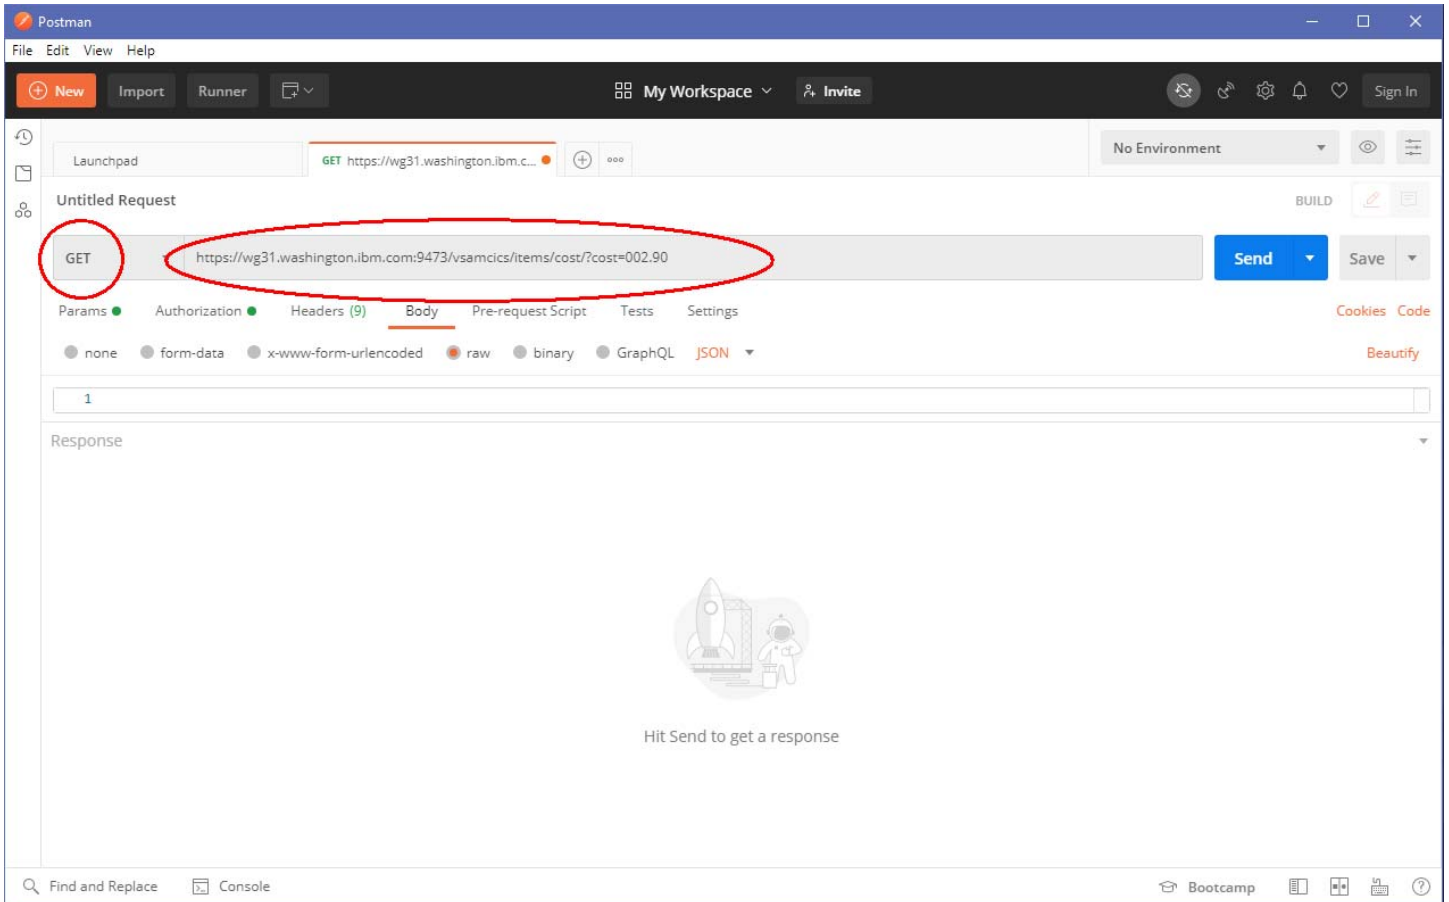 Postman
File Edit View Help
New Import Runner My Workspace Invite Sign In
Launchpad GET https://wg31.washington.ibm.c... No Environment
Untitled Request BUILD
GET https://wg31.washington.ibm.com:9473/vsamcics/items/cost/?cost=002.90 Send Save
Params Authorization Headers (9) Body Pre-request Script Tests Settings Cookies Code
none form-data x-www-form-urlencoded raw binary GraphQL JSON Beautify
1
Response
Hit Send to get a response
Find and Replace Console Bootcamp